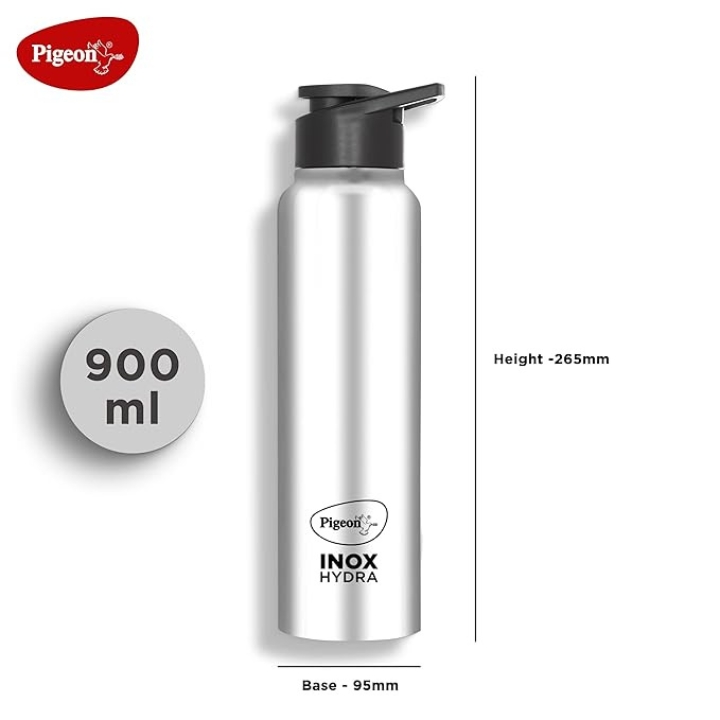 Pigeon
900
ml
Height -265mm
Pigeon
INOX
HYDRA
Base - 95mm